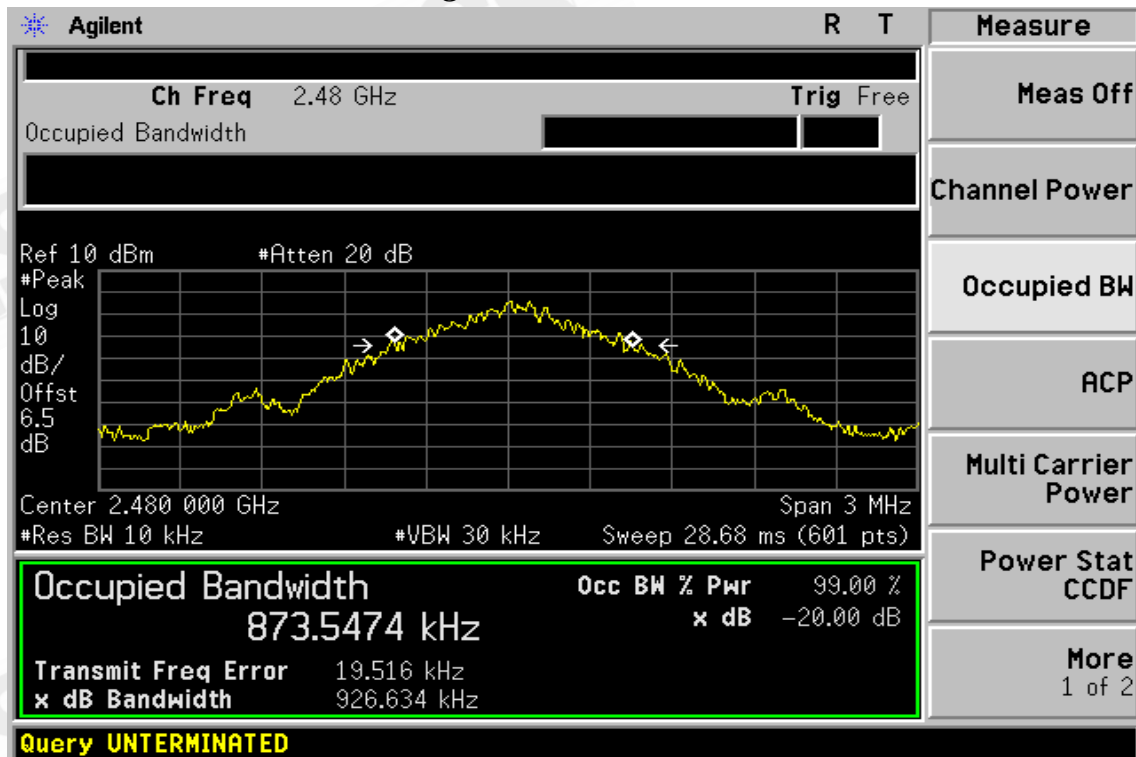 Agilent R T
Ch Freq 2.48 GHz Trig Free
Occupied Bandwidth
Ref 10 dBm #Atten 20 dB
#Peak
Log
10
dB/
Offst
6.5
dB
Center 2.480 000 GHz Span 3 MHz
#Res BW 10 kHz #VBW 30 kHz Sweep 28.68 ms (601 pts)
Occupied Bandwidth Occ BW % Pwr 99.00 %
873.5474 kHz x dB -20.00 dB
Transmit Freq Error 19.516 kHz
x dB Bandwidth 926.634 kHz
Query UNTERMINATED
Measure
Meas Off
Channel Power
Occupied BW
ACP
Multi Carrier
Power
Power Stat
CCDF
More
1 of 2